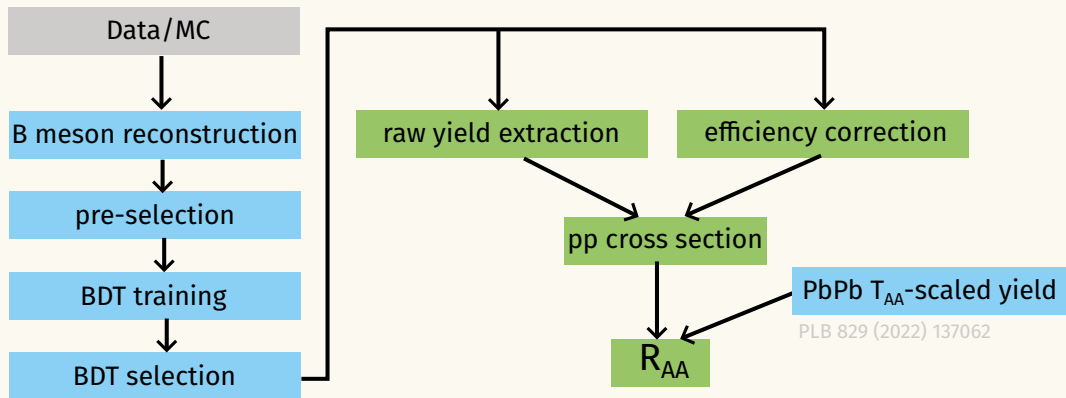 Data/MC
B meson reconstruction
pre-selection
BDT training
BDT selection
raw yield extraction
efficiency correction
pp cross section
PbPb T_AA-scaled yield
PLB 829 (2022) 137062
R_AA